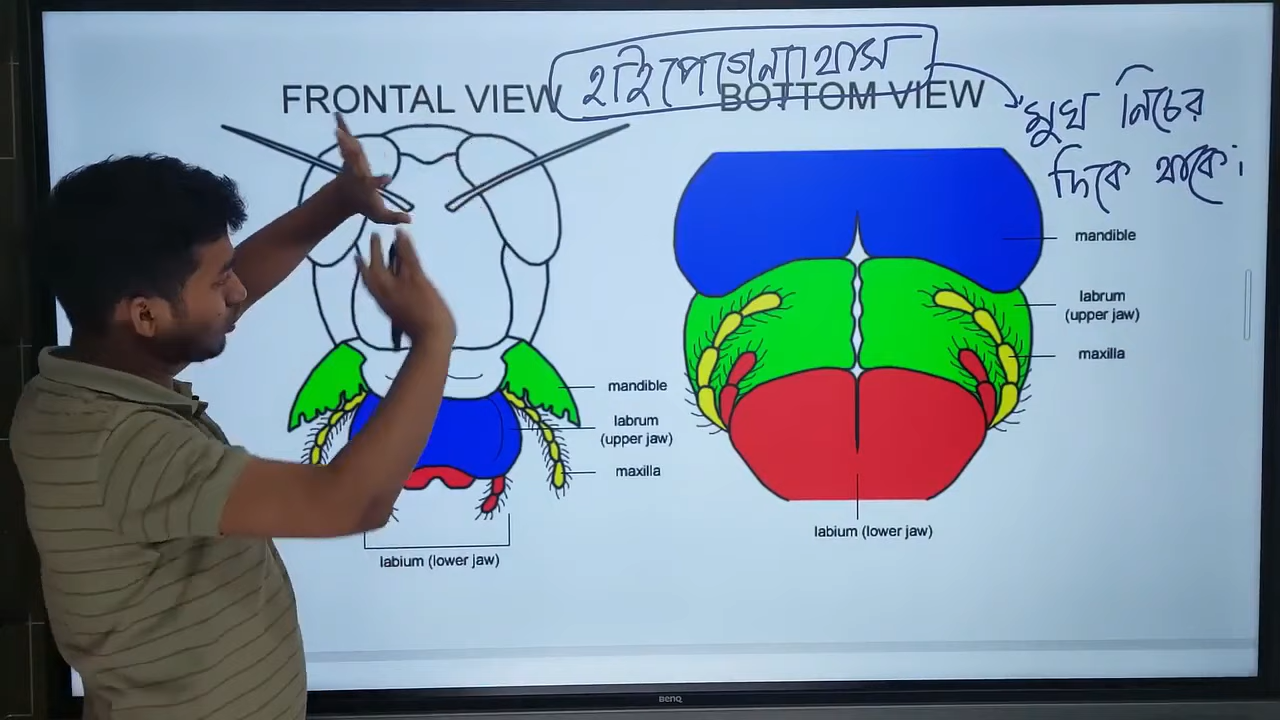 হাইপোগন্যাথাস
FRONTAL VIEW
BOTTOM VIEW
মুখ নিচের
দিকে থাকে।
mandible
labrum
(upper jaw)
maxilla
labium (lower jaw)
mandible
labrum
(upper jaw)
maxilla
labium (lower jaw)
BenQ